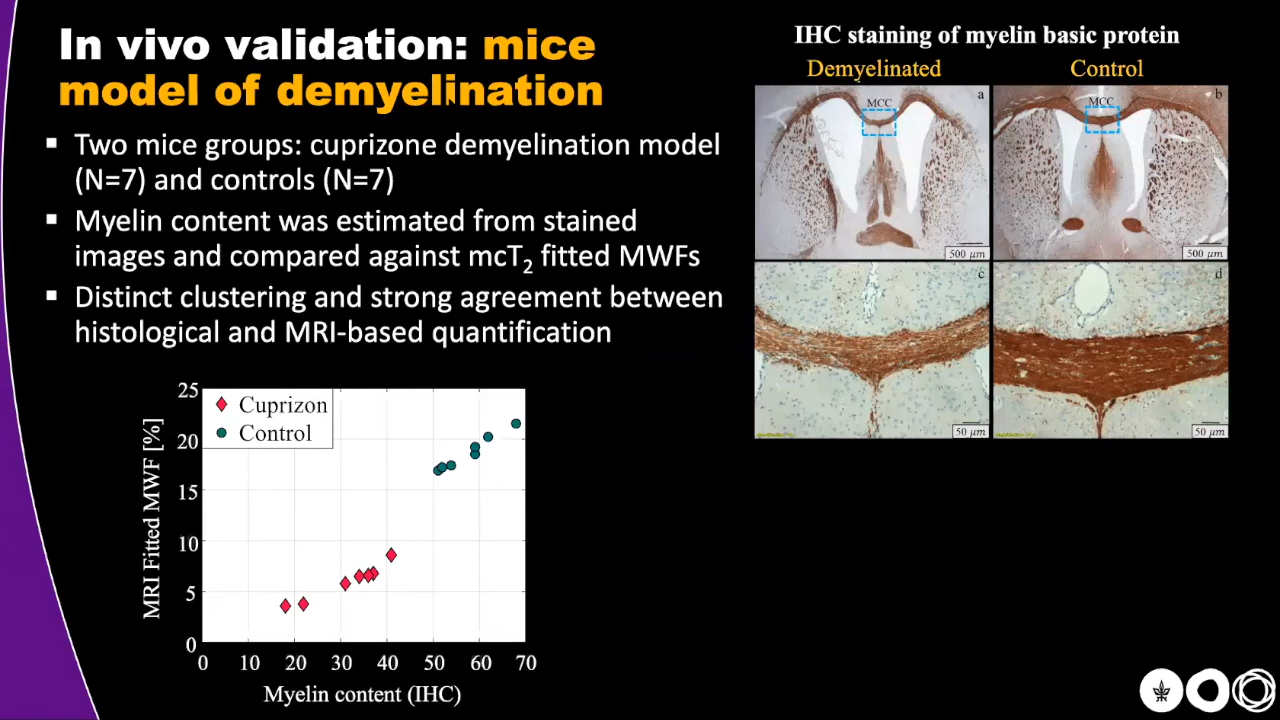 In vivo validation: mice
model of demyelination
▪ Two mice groups: cuprizone demyelination model
(N=7) and controls (N=7)
▪ Myelin content was estimated from stained
images and compared against mcT₂ fitted MWFs
▪ Distinct clustering and strong agreement between
histological and MRI-based quantification
IHC staining of myelin basic protein
Demyelinated Control
MCC a
MCC b
500 µm
500 µm
c
d
50 µm
50 µm
Cuprizon
Control
MRI Fitted MWF [%]
25
20
15
10
5
0
0 10 20 30 40 50 60 70
Myelin content (IHC)